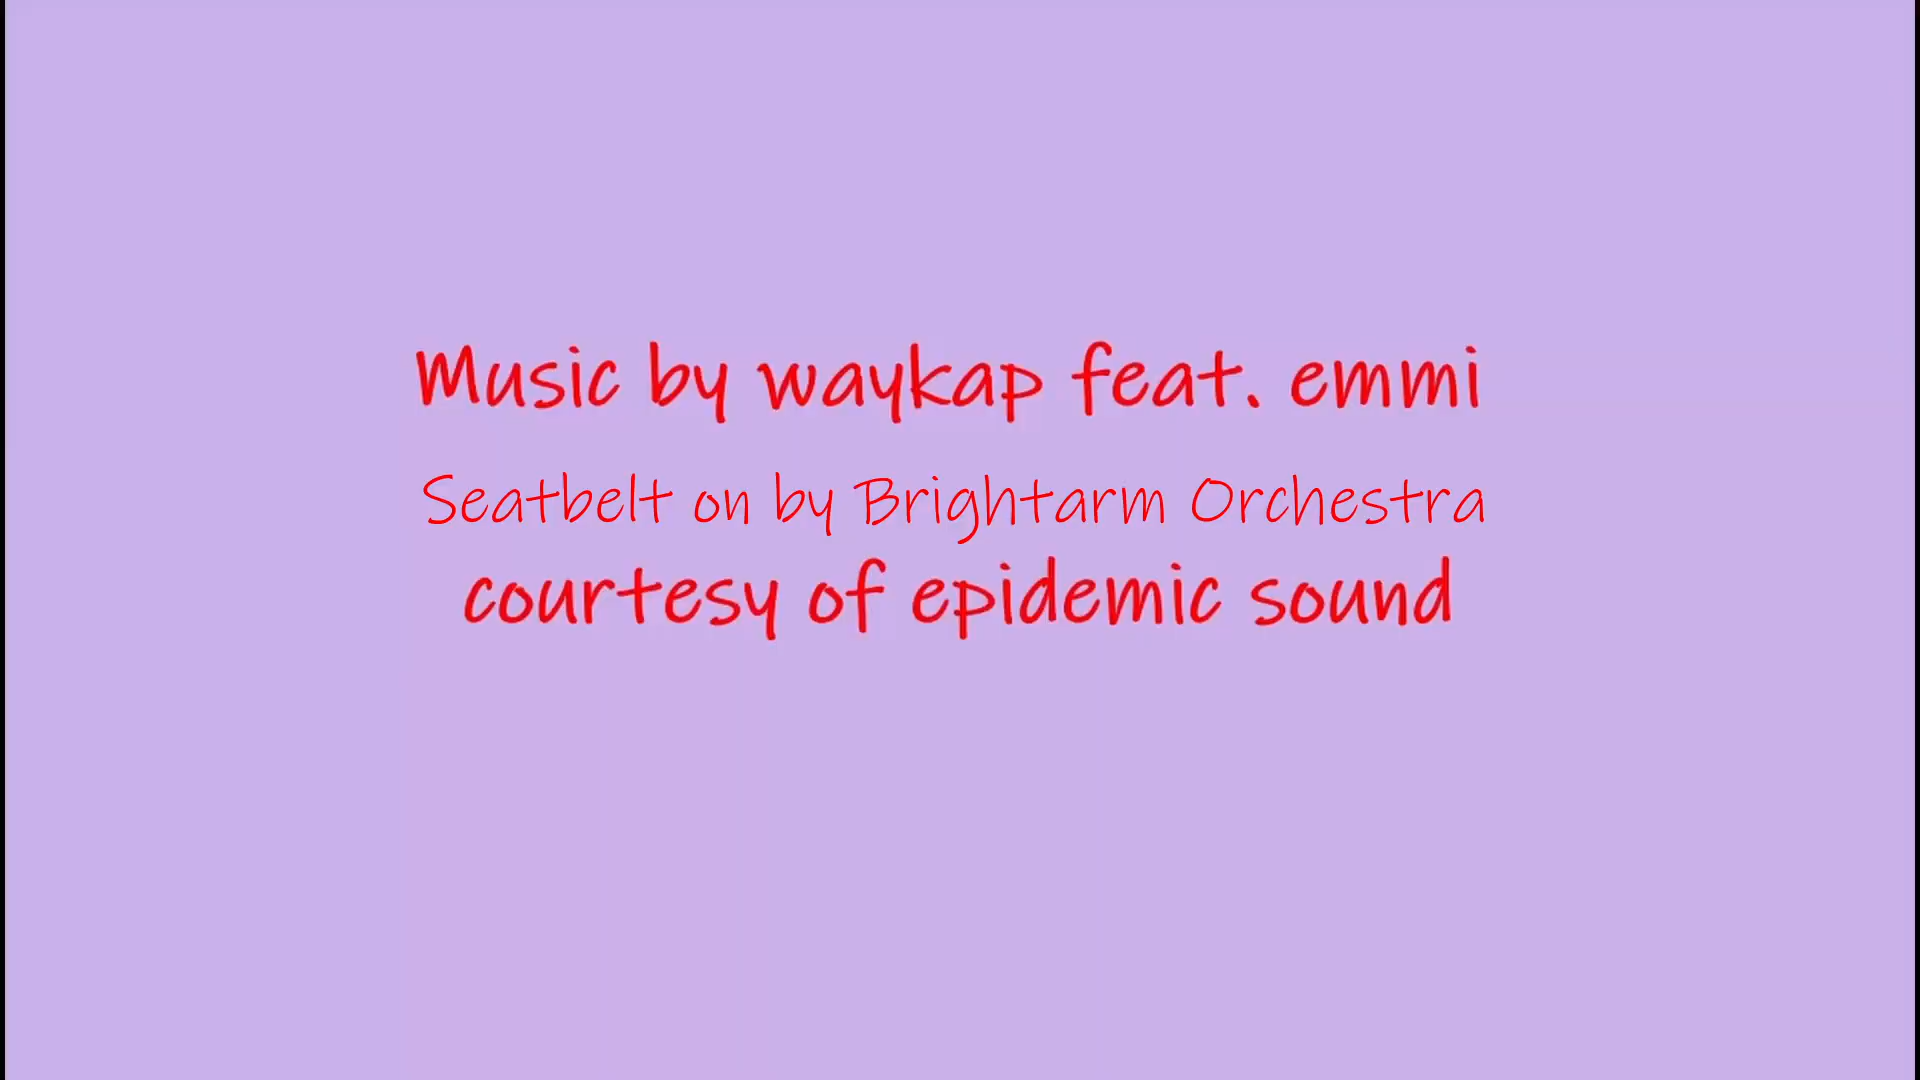 Music by waykap feat. emmi
Seatbelt on by Brightarm Orchestra
courtesy of epidemic sound